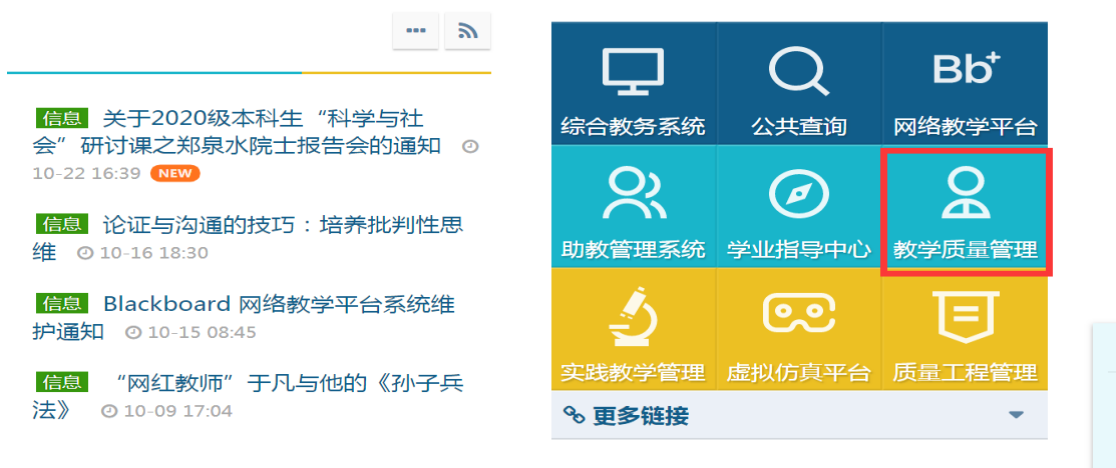 信息 关于2020级本科生“科学与社
会”研讨课之郑泉水院士报告会的通知
10-22 16:39 NEW
信息 论证与沟通的技巧：培养批判性思
维 10-16 18:30
信息 Blackboard 网络教学平台系统维
护通知 10-15 08:45
信息 “网红教师”于凡与他的《孙子兵
法》 10-09 17:04
Bb+
综合教务系统 公共查询 网络教学平台
助教管理系统 学业指导中心 教学质量管理
实践教学管理 虚拟仿真平台 质量工程管理
更多链接